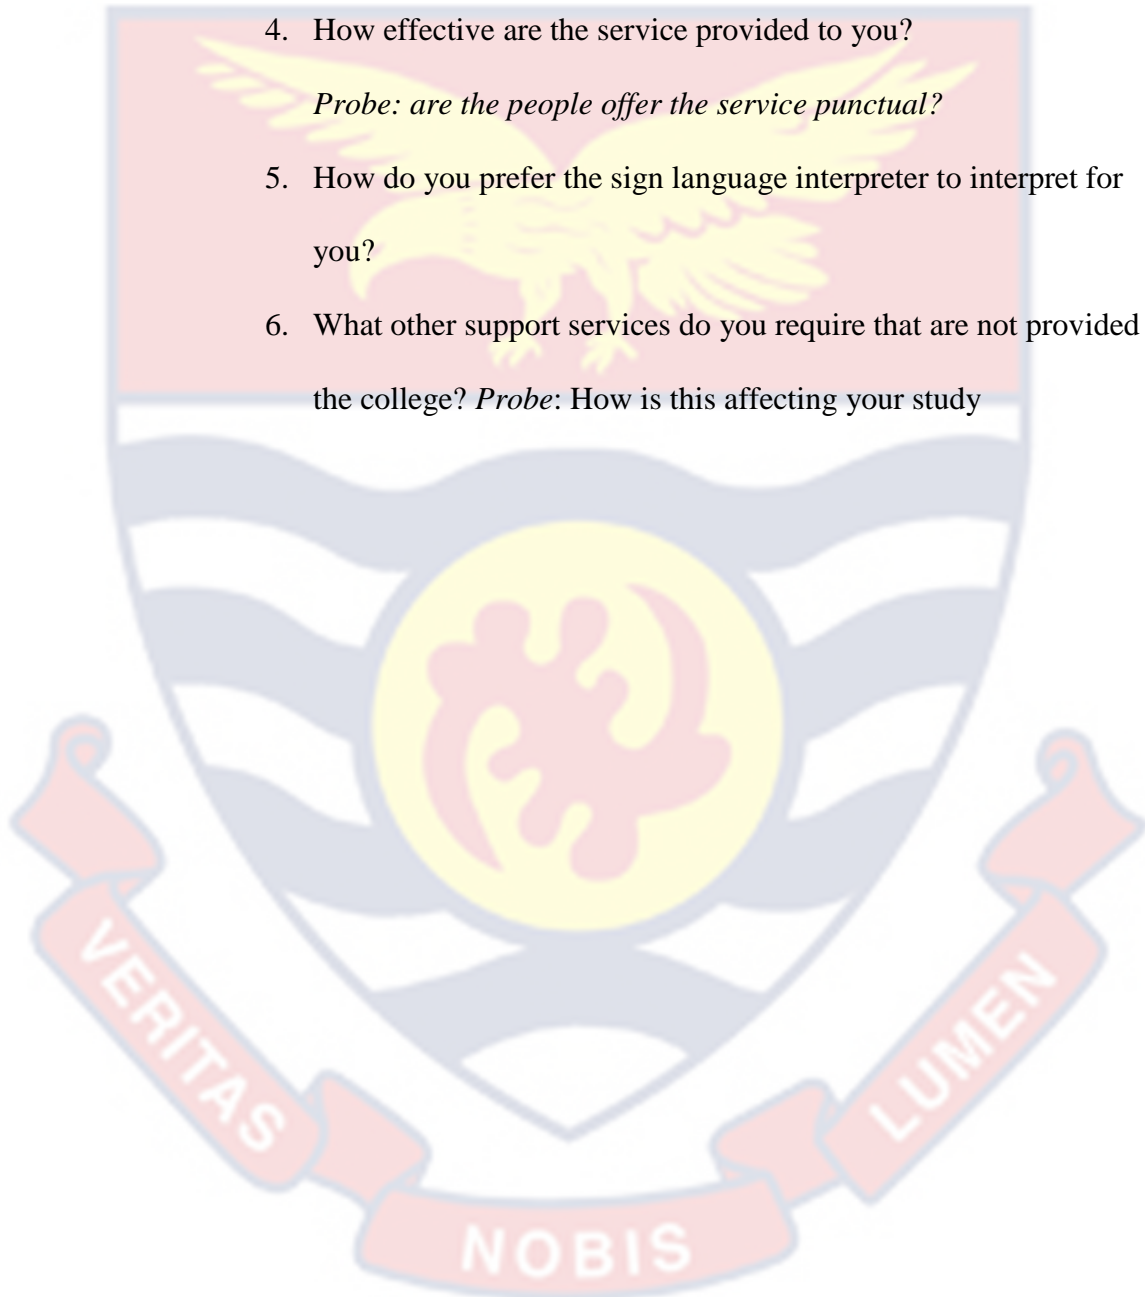 4. How effective are the service provided to you?
Probe: are the people offer the service punctual?
5. How do you prefer the sign language interpreter to interpret for
you?
6. What other support services do you require that are not provided
the college? Probe: How is this affecting your study
VERITAS
NOBIS
LUMEN